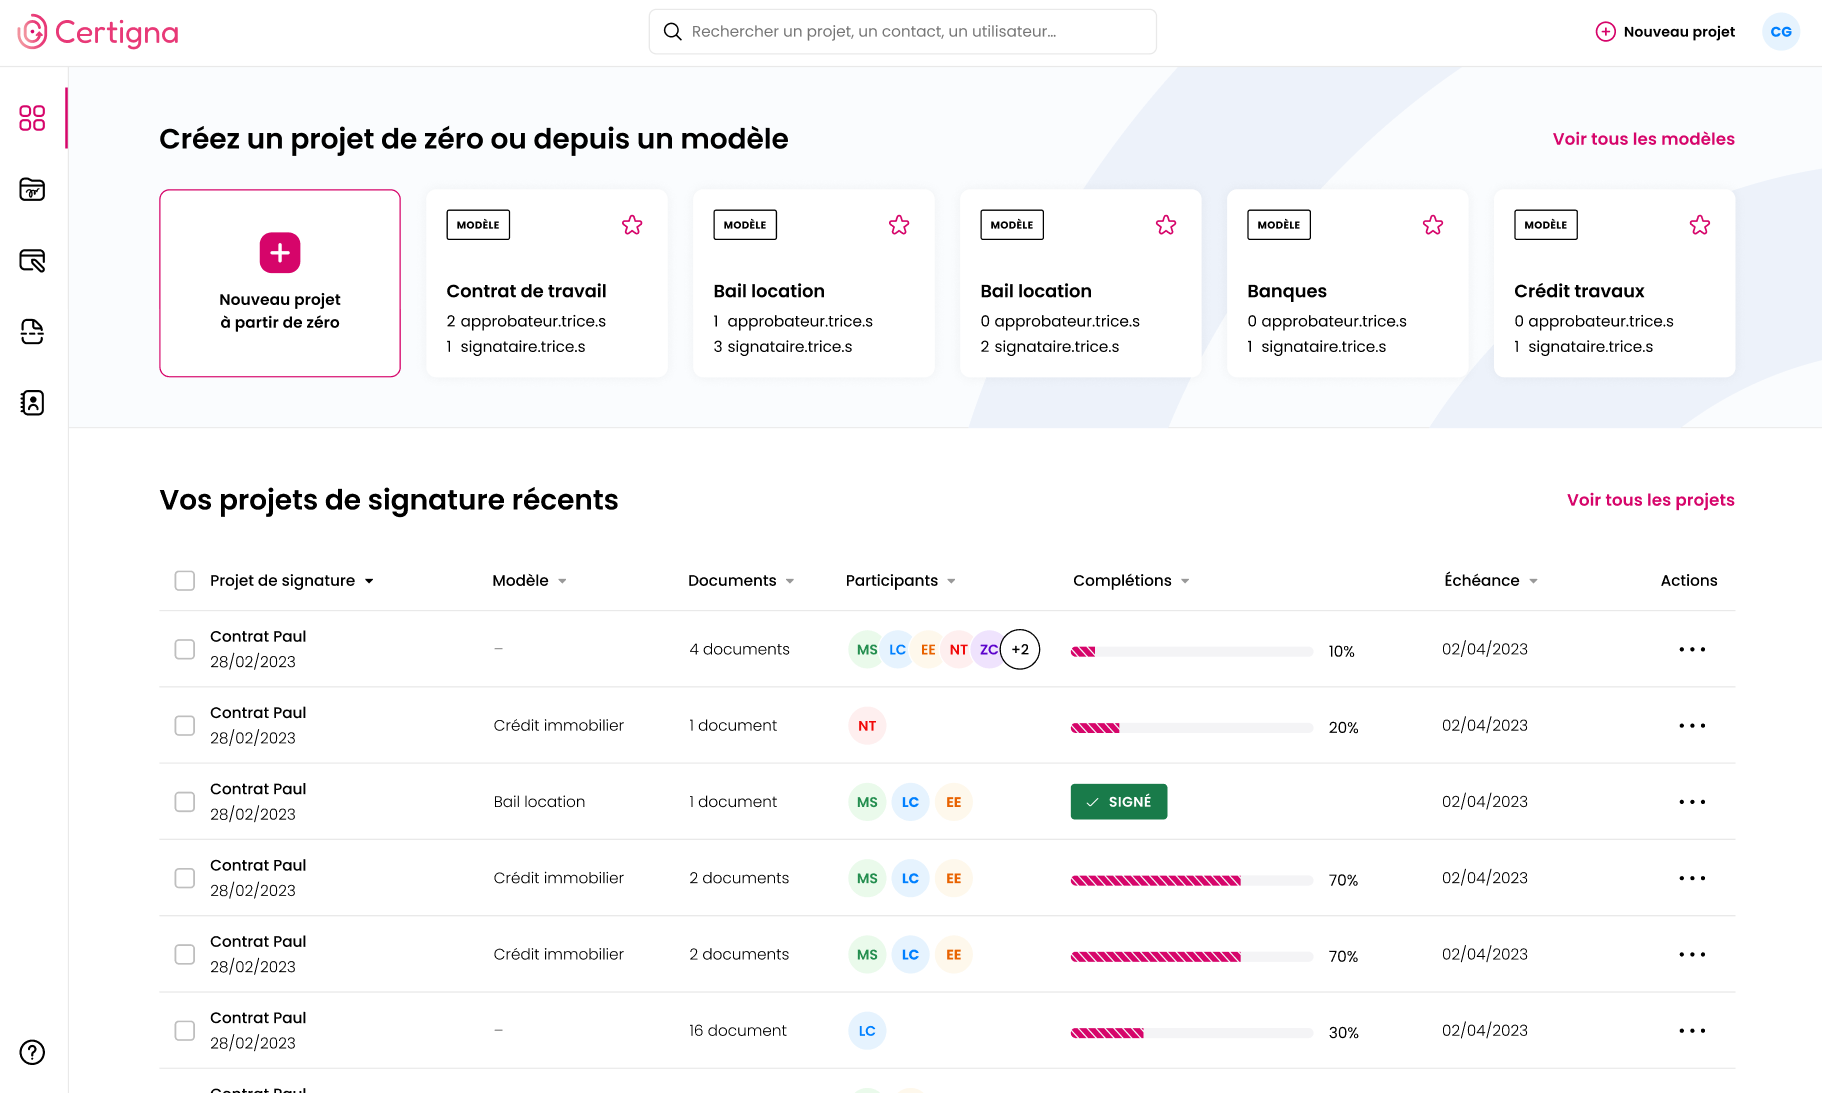 Certigna
Rechercher un projet, un contact, un utilisateur...
Nouveau projet
CG
Créez un projet de zéro ou depuis un modèle
Voir tous les modèles
Nouveau projet
à partir de zéro
MODÈLE
Contrat de travail
2 approbateur.trice.s
1 signataire.trice.s
MODÈLE
Bail location
1 approbateur.trice.s
3 signataire.trice.s
MODÈLE
Bail location
0 approbateur.trice.s
2 signataire.trice.s
MODÈLE
Banques
0 approbateur.trice.s
1 signataire.trice.s
MODÈLE
Crédit travaux
0 approbateur.trice.s
1 signataire.trice.s
Vos projets de signature récents
Voir tous les projets
Projet de signature Modèle Documents Participants Complétions Échéance Actions
Contrat Paul
28/02/2023
– 4 documents MS LC EE NT ZC +2 10% 02/04/2023
Contrat Paul
28/02/2023
Crédit immobilier 1 document NT 20% 02/04/2023
Contrat Paul
28/02/2023
Bail location 1 document MS LC EE SIGNÉ 02/04/2023
Contrat Paul
28/02/2023
Crédit immobilier 2 documents MS LC EE 70% 02/04/2023
Contrat Paul
28/02/2023
Crédit immobilier 2 documents MS LC EE 70% 02/04/2023
Contrat Paul
28/02/2023
– 16 document LC 30% 02/04/2023
Contrat Paul